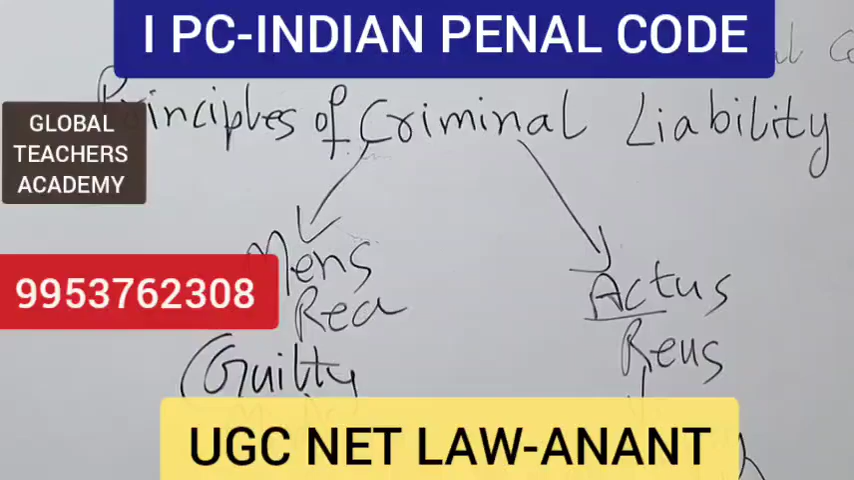 I PC-INDIAN PENAL CODE
Principles of Criminal Liability
GLOBAL
TEACHERS
ACADEMY
Mens
Rea
Actus
Reus
9953762308
(Guilty
UGC NET LAW-ANANT